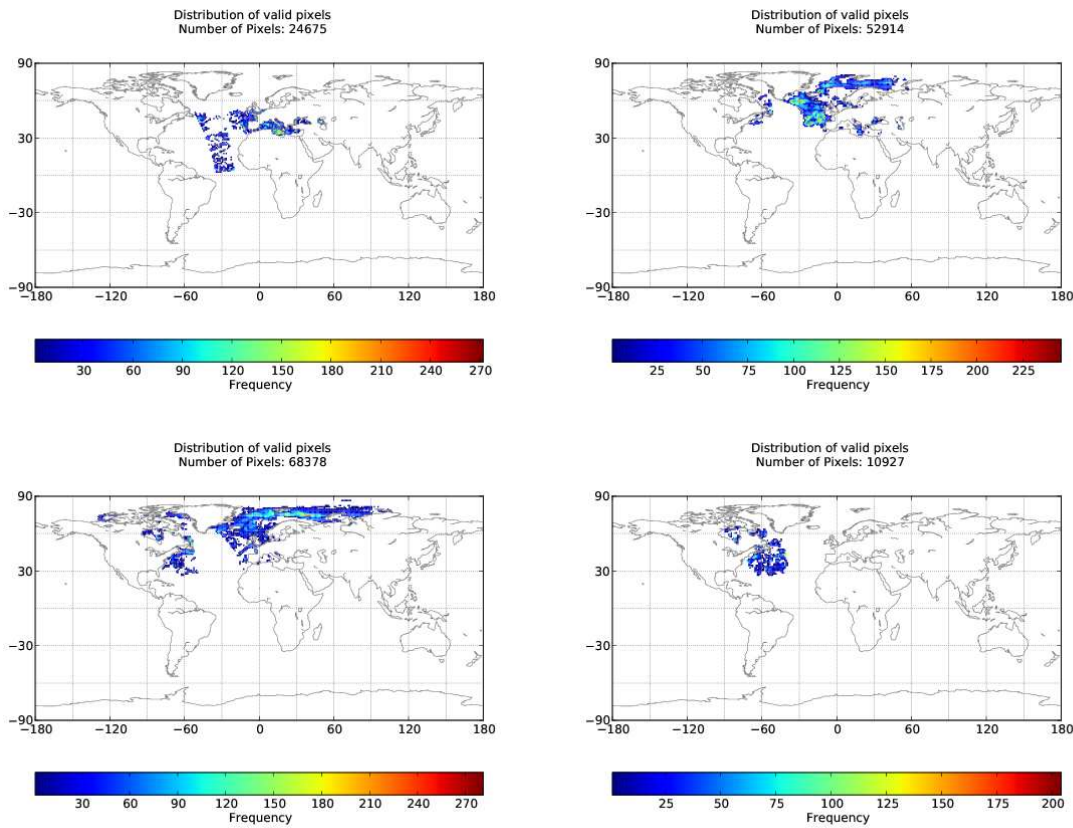 Distribution of valid pixels
Number of Pixels: 24675
90
30
−30
−90
−180 −120 −60 0 60 120 180
30 60 90 120 150 180 210 240 270
Frequency
Distribution of valid pixels
Number of Pixels: 52914
90
30
−30
−90
−180 −120 −60 0 60 120 180
25 50 75 100 125 150 175 200 225
Frequency
Distribution of valid pixels
Number of Pixels: 68378
90
30
−30
−90
−180 −120 −60 0 60 120 180
30 60 90 120 150 180 210 240 270
Frequency
Distribution of valid pixels
Number of Pixels: 10927
90
30
−30
−90
−180 −120 −60 0 60 120 180
25 50 75 100 125 150 175 200
Frequency